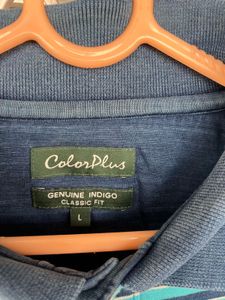 ColorPlus
GENUINE INDIGO
CLASSIC FIT
L